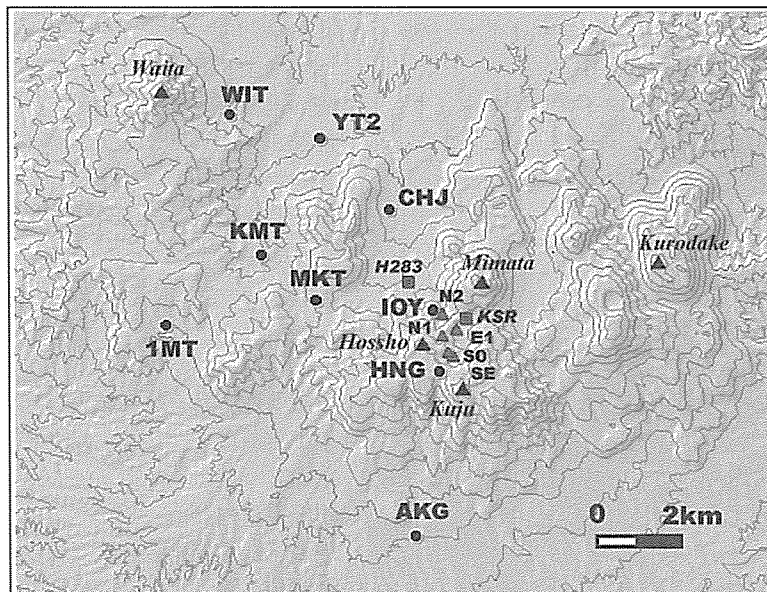 Waita
WIT
YT2
CHJ
KMT
Kurodake
H283
Mimata
MKT
N2
IOY
KSR
N1
E1
1MT
Hossho
S0
HNG
SE
Kuju
AKG
0 2km